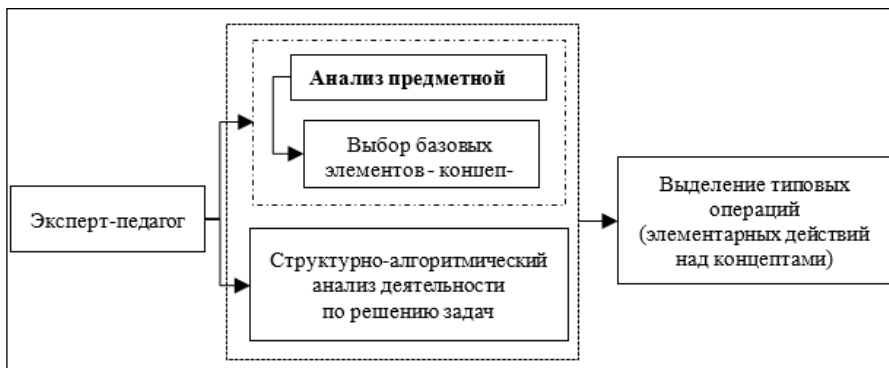 Анализ предметной
Выбор базовых
элементов - концеп-
Эксперт-педагог
Структурно-алгоритмический
анализ деятельности
по решению задач
Выделение типовых
операций
(элементарных действий
над концептами)